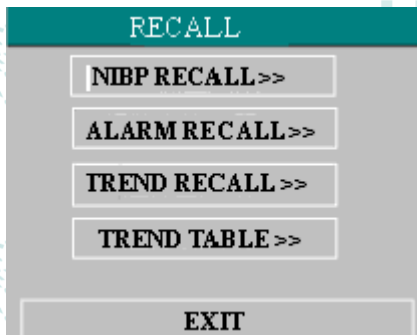 RECALL
NIBP RECALL>>
ALARM RECALL>>
TREND RECALL>>
TREND TABLE>>
EXIT